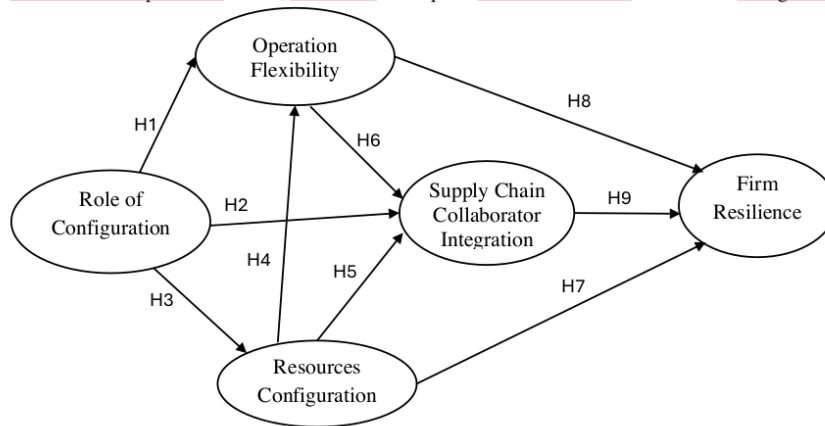 Operation
Flexibility
H8
H1
H6
Role of
Configuration
H2
Supply Chain
Collaborator
Integration
H9
Firm
Resilience
H4
H5
H3
H7
Resources
Configuration